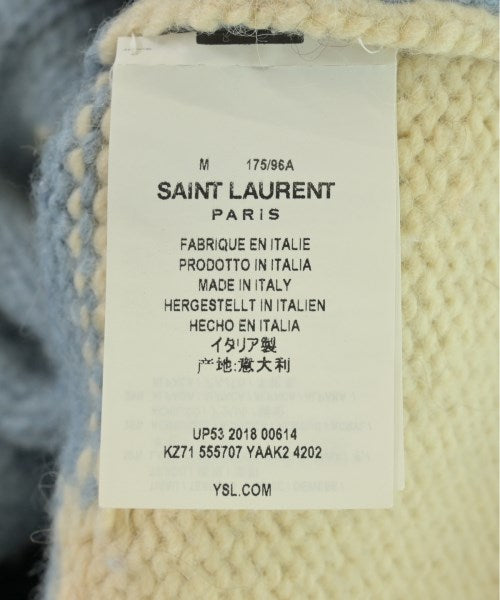 M 175/96A
SAINT LAURENT
PARIS
FABRIQUE EN ITALIE
PRODOTTO IN ITALIA
MADE IN ITALY
HERGESTELLT IN ITALIEN
HECHO EN ITALIA
イタリア製
产地:意大利
UP53 2018 00614
KZ71 555707 YAAK2 4202
YSL.COM